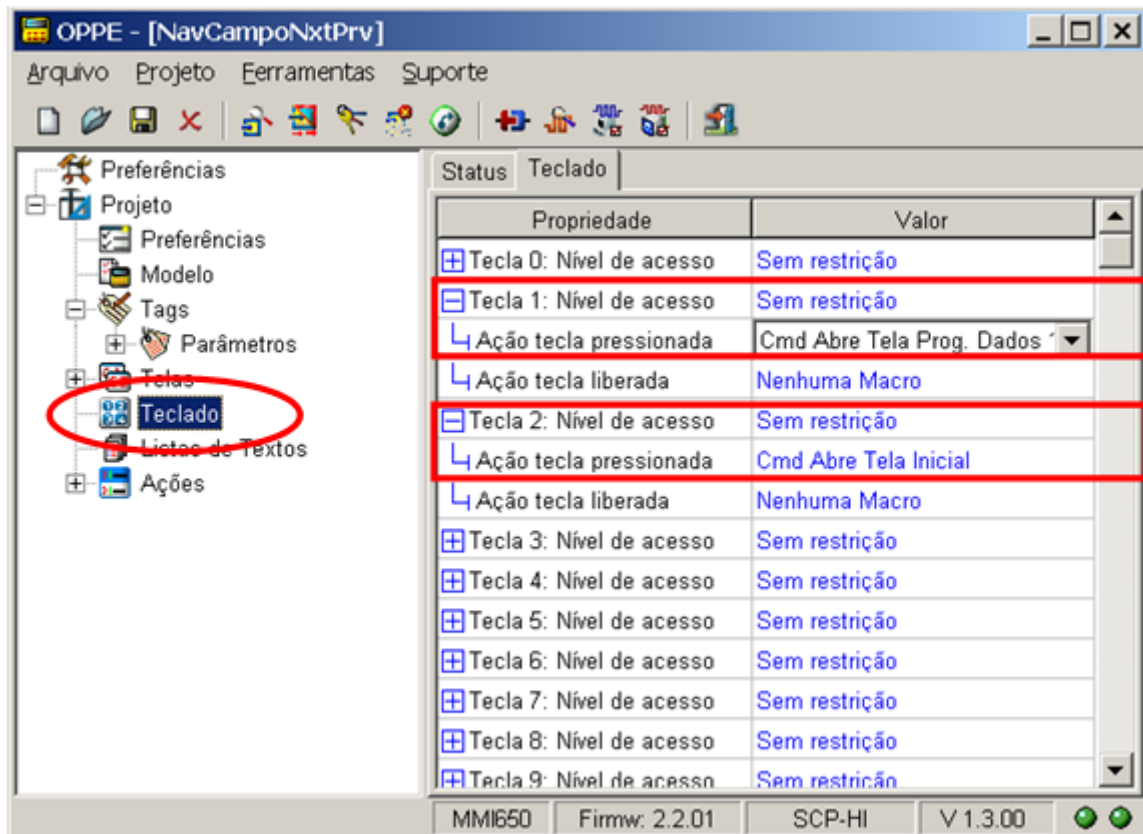 OPPE - [NavCampoNxtPrv]
Arquivo Projeto Ferramentas Suporte
Preferências
Projeto
Preferências
Modelo
Tags
Parâmetros
Telas
Teclado
Listas de Textos
Ações
Status Teclado
Propriedade Valor
Tecla 0: Nível de acesso Sem restrição
Tecla 1: Nível de acesso Sem restrição
Ação tecla pressionada Cmd Abre Tela Prog. Dados
Ação tecla liberada Nenhuma Macro
Tecla 2: Nível de acesso Sem restrição
Ação tecla pressionada Cmd Abre Tela Inicial
Ação tecla liberada Nenhuma Macro
Tecla 3: Nível de acesso Sem restrição
Tecla 4: Nível de acesso Sem restrição
Tecla 5: Nível de acesso Sem restrição
Tecla 6: Nível de acesso Sem restrição
Tecla 7: Nível de acesso Sem restrição
Tecla 8: Nível de acesso Sem restrição
Tecla 9: Nível de acesso Sem restrição
MMI650 Firmw: 2.2.01 SCP-HI V 1.3.00